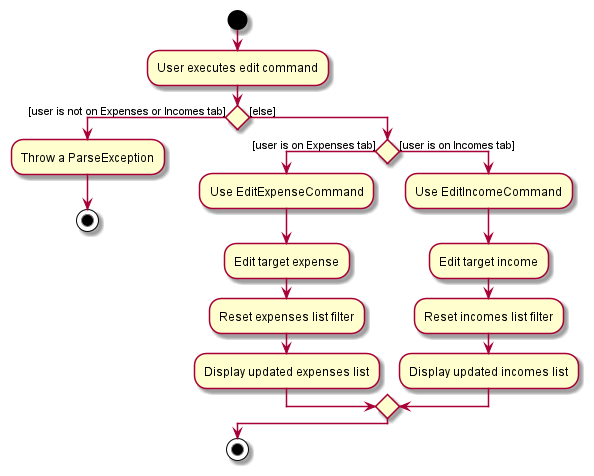 User executes edit command
[user is not on Expenses or Incomes tab]
[else]
Throw a ParseException
[user is on Expenses tab]
[user is on Incomes tab]
Use EditExpenseCommand
Use EditIncomeCommand
Edit target expense
Edit target income
Reset expenses list filter
Reset incomes list filter
Display updated expenses list
Display updated incomes list